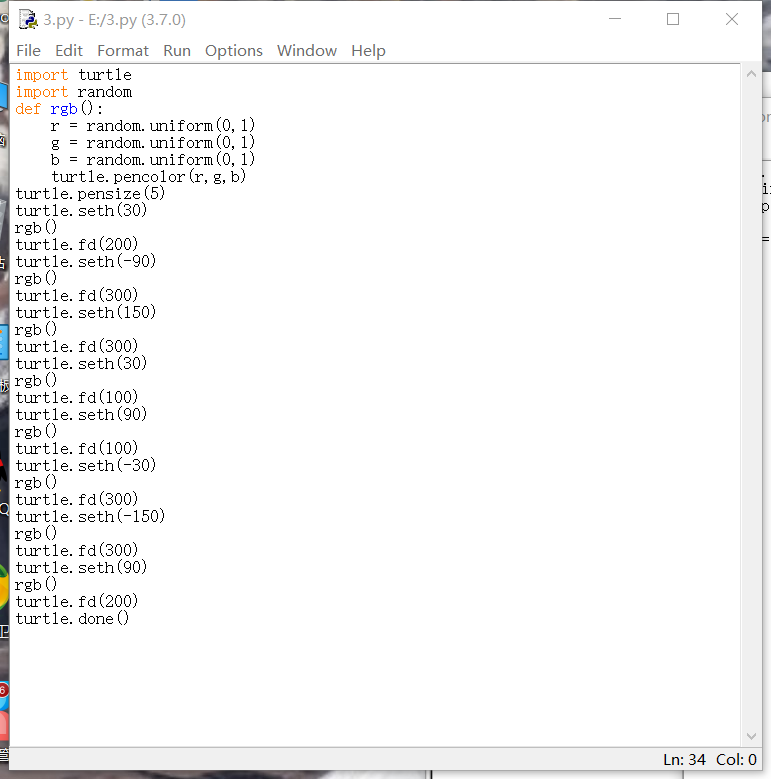 3.py - E:/3.py (3.7.0)
File Edit Format Run Options Window Help
import turtle
import random
def rgb():
    r = random.uniform(0,1)
    g = random.uniform(0,1)
    b = random.uniform(0,1)
    turtle.pencolor(r,g,b)
turtle.pensize(5)
turtle.seth(30)
rgb()
turtle.fd(200)
turtle.seth(-90)
rgb()
turtle.fd(300)
turtle.seth(150)
rgb()
turtle.fd(300)
turtle.seth(30)
rgb()
turtle.fd(100)
turtle.seth(90)
rgb()
turtle.fd(100)
turtle.seth(-30)
rgb()
turtle.fd(300)
turtle.seth(-150)
rgb()
turtle.fd(300)
turtle.seth(90)
rgb()
turtle.fd(200)
turtle.done()
Ln: 34 Col: 0